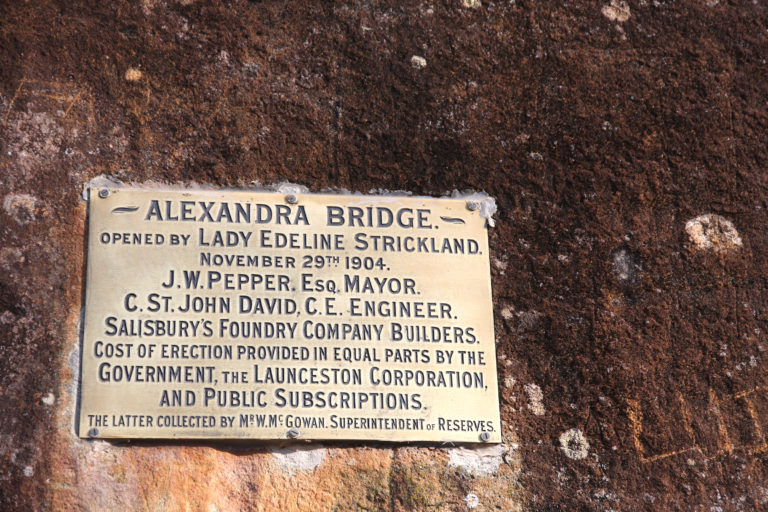 ALEXANDRA BRIDGE.
OPENED BY LADY EDELINE STRICKLAND.
NOVEMBER 29TH 1904.
J.W. PEPPER, ESQ. MAYOR.
C. ST. JOHN DAVID, C.E. ENGINEER.
SALISBURY'S FOUNDRY COMPANY BUILDERS.
COST OF ERECTION PROVIDED IN EQUAL PARTS BY THE
GOVERNMENT, THE LAUNCESTON CORPORATION,
AND PUBLIC SUBSCRIPTIONS.
THE LATTER COLLECTED BY MR W. MCGOWAN. SUPERINTENDENT OF RESERVES.